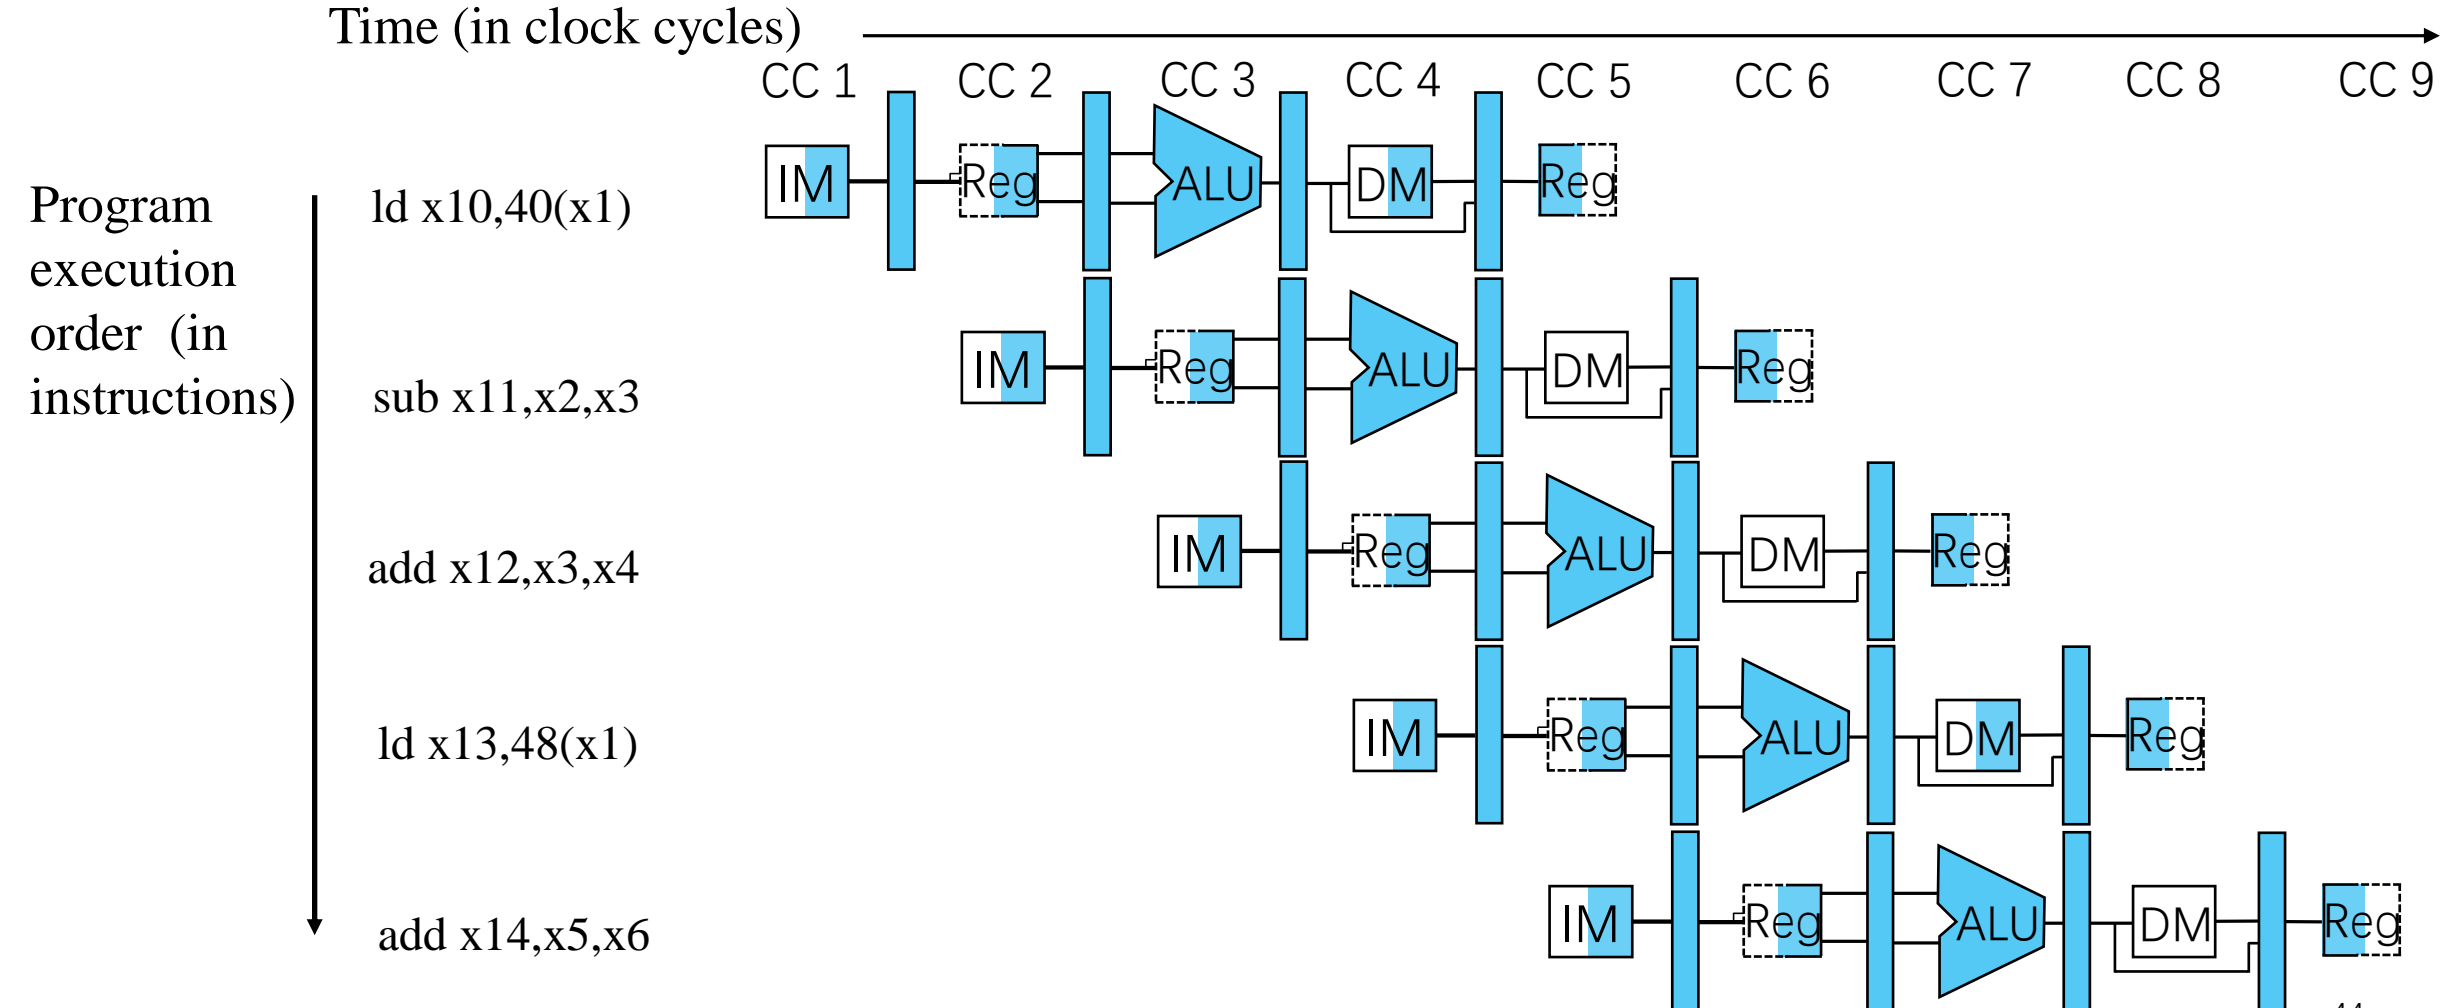 Time (in clock cycles)
CC 1 CC 2 CC 3 CC 4 CC 5 CC 6 CC 7 CC 8 CC 9
Program
execution
order (in
instructions)
ld x10,40(x1)
IM Reg ALU DM Reg
sub x11,x2,x3
IM Reg ALU DM Reg
add x12,x3,x4
IM Reg ALU DM Reg
ld x13,48(x1)
IM Reg ALU DM Reg
add x14,x5,x6
IM Reg ALU DM Reg